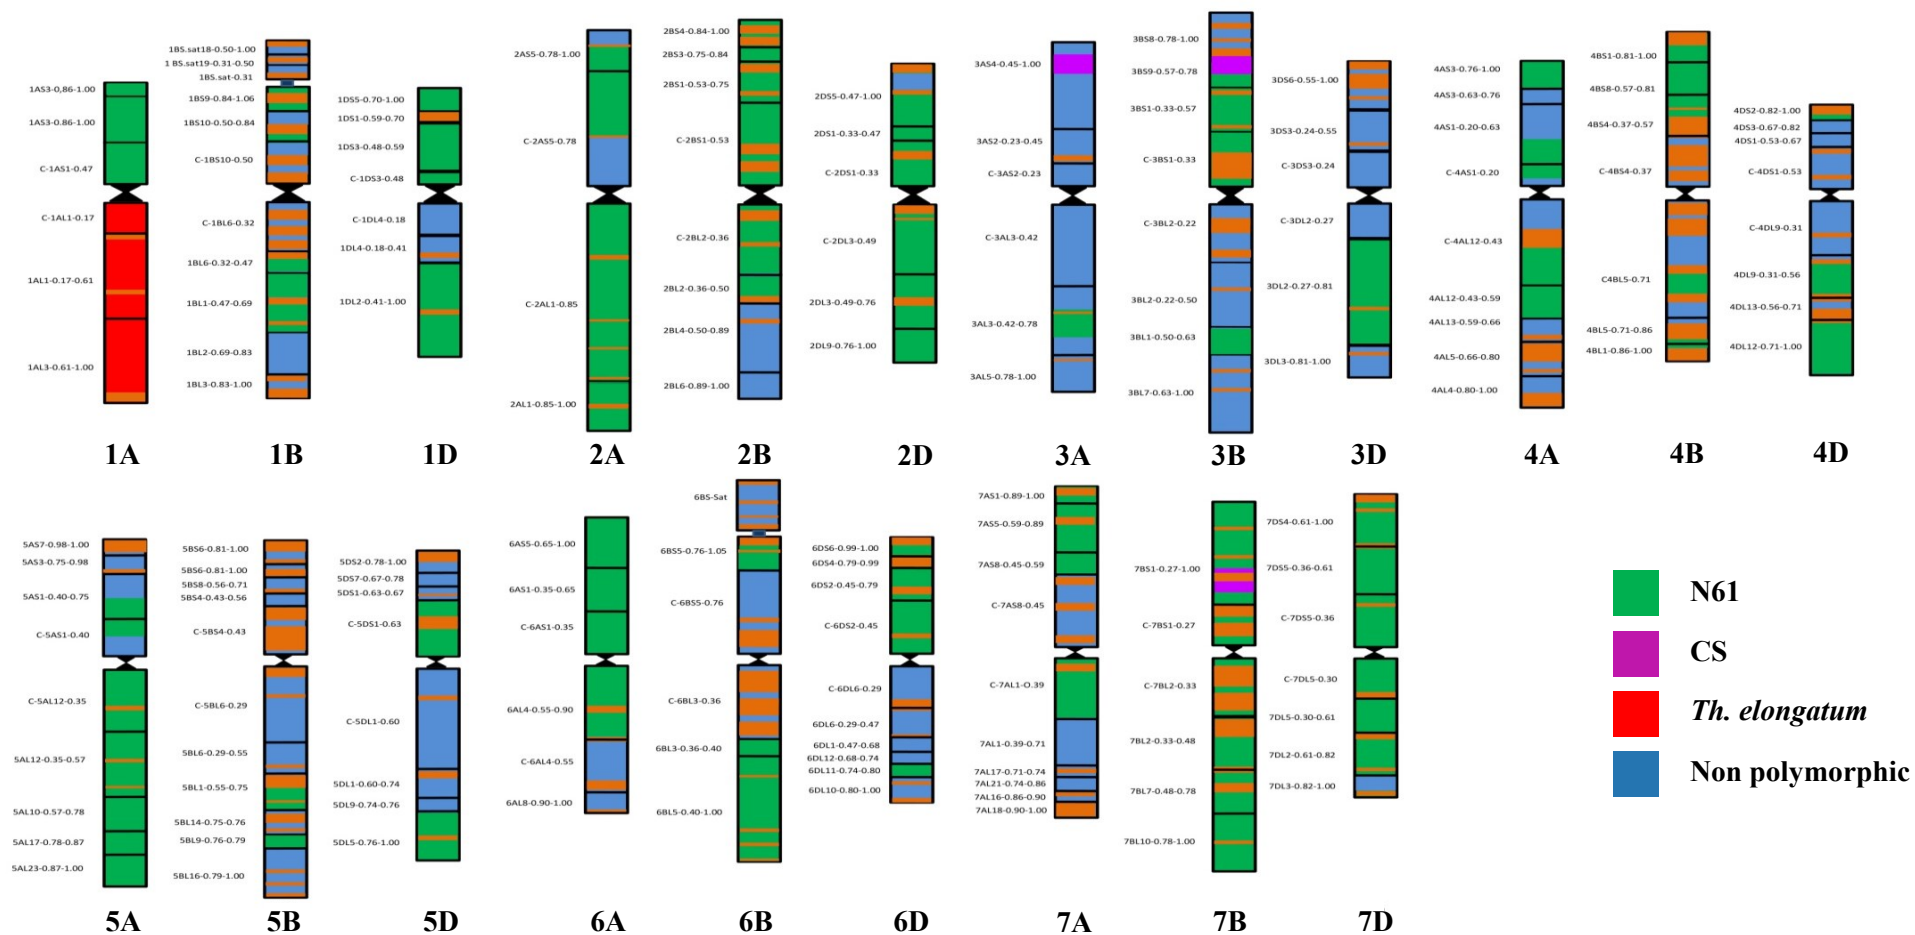 1AS3-0,86-1.00
1AS3-0.86-1.00
C-1AS1-0.47
C-1AL1-0.17
1AL1-0.17-0.61
1AL3-0.61-1.00
1A
1BS.sat18-0.50-1.00
1 BS.sat19-0.31-0.50
1BS.sat-0.31
1BS9-0.84-1.06
1BS10-0.50-0.84
C-1BS10-0.50
C-1BL6-0.32
1BL6-0.32-0.47
1BL1-0.47-0.69
1BL2-0.69-0.83
1BL3-0.83-1.00
1B
1DS5-0.70-1.00
1DS1-0.59-0.70
1DS3-0.48-0.59
C-1DS3-0.48
C-1DL4-0.18
1DL4-0.18-0.41
1DL2-0.41-1.00
1D
2AS5-0.78-1.00
C-2AS5-0.78
C-2AL1-0.85
2AL1-0.85-1.00
2A
2BS4-0.84-1.00
2BS3-0.75-0.84
2BS1-0.53-0.75
C-2BS1-0.53
C-2BL2-0.36
2BL2-0.36-0.50
2BL4-0.50-0.89
2BL6-0.89-1.00
2B
2DS5-0.47-1.00
2DS1-0.33-0.47
C-2DS1-0.33
C-2DL3-0.49
2DL3-0.49-0.76
2DL9-0.76-1.00
2D
3AS4-0.45-1.00
3AS2-0.23-0.45
C-3AS2-0.23
C-3AL3-0.42
3AL3-0.42-0.78
3AL5-0.78-1.00
3A
3BS8-0.78-1.00
3BS9-0.57-0.78
3BS1-0.33-0.57
C-3BS1-0.33
C-3BL2-0.22
3BL2-0.22-0.50
3BL1-0.50-0.63
3BL7-0.63-1.00
3B
3DS6-0.55-1.00
3DS3-0.24-0.55
C-3DS3-0.24
C-3DL2-0.27
3DL2-0.27-0.81
3DL3-0.81-1.00
3D
4AS3-0.76-1.00
4AS3-0.63-0.76
4AS1-0.20-0.63
C-4AS1-0.20
C-4AL12-0.43
4AL12-0.43-0.59
4AL13-0.59-0.66
4AL5-0.66-0.80
4AL4-0.80-1.00
4A
4BS1-0.81-1.00
4BS8-0.57-0.81
4BS4-0.37-0.57
C-4BS4-0.37
C4BL5-0.71
4BL5-0.71-0.86
4BL1-0.86-1.00
4B
4DS2-0.82-1.00
4DS3-0.67-0.82
4DS1-0.53-0.67
C-4DS1-0.53
C-4DL9-0.31
4DL9-0.31-0.56
4DL13-0.56-0.71
4DL12-0.71-1.00
4D
5AS7-0.98-1.00
5AS3-0.75-0.98
5AS1-0.40-0.75
C-5AS1-0.40
C-5AL12-0.35
5AL12-0.35-0.57
5AL10-0.57-0.78
5AL17-0.78-0.87
5AL23-0.87-1.00
5A
5BS6-0.81-1.00
5BS6-0.81-1.00
5BS8-0.56-0.71
5BS4-0.43-0.56
C-5BS4-0.43
C-5BL6-0.29
5BL6-0.29-0.55
5BL1-0.55-0.75
5BL14-0.75-0.76
5BL9-0.76-0.79
5BL16-0.79-1.00
5B
5DS2-0.78-1.00
5DS7-0.67-0.78
5DS1-0.63-0.67
C-5DS1-0.63
C-5DL1-0.60
5DL1-0.60-0.74
5DL9-0.74-0.76
5DL5-0.76-1.00
5D
6AS5-0.65-1.00
6AS1-0.35-0.65
C-6AS1-0.35
6AL4-0.55-0.90
C-6AL4-0.55
6AL8-0.90-1.00
6A
6BS-Sat
6BS5-0.76-1.05
C-6BS5-0.76
C-6BL3-0.36
6BL3-0.36-0.40
6BL5-0.40-1.00
6B
6DS6-0.99-1.00
6DS4-0.79-0.99
6DS2-0.45-0.79
C-6DS2-0.45
C-6DL6-0.29
6DL6-0.29-0.47
6DL1-0.47-0.68
6DL12-0.68-0.74
6DL11-0.74-0.80
6DL10-0.80-1.00
6D
7AS1-0.89-1.00
7AS5-0.59-0.89
7AS8-0.45-0.59
C-7AS8-0.45
C-7AL1-O.39
7AL1-0.39-0.71
7AL17-0.71-0.74
7AL21-0.74-0.86
7AL16-0.86-0.90
7AL18-0.90-1.00
7A
7BS1-0.27-1.00
C-7BS1-0.27
C-7BL2-0.33
7BL2-0.33-0.48
7BL7-0.48-0.78
7BL10-0.78-1.00
7B
7DS4-0.61-1.00
7DS5-0.36-0.61
C-7DS5-0.36
C-7DL5-0.30
7DL5-0.30-0.61
7DL2-0.61-0.82
7DL3-0.82-1.00
7D
N61
CS
Th. elongatum
Non polymorphic